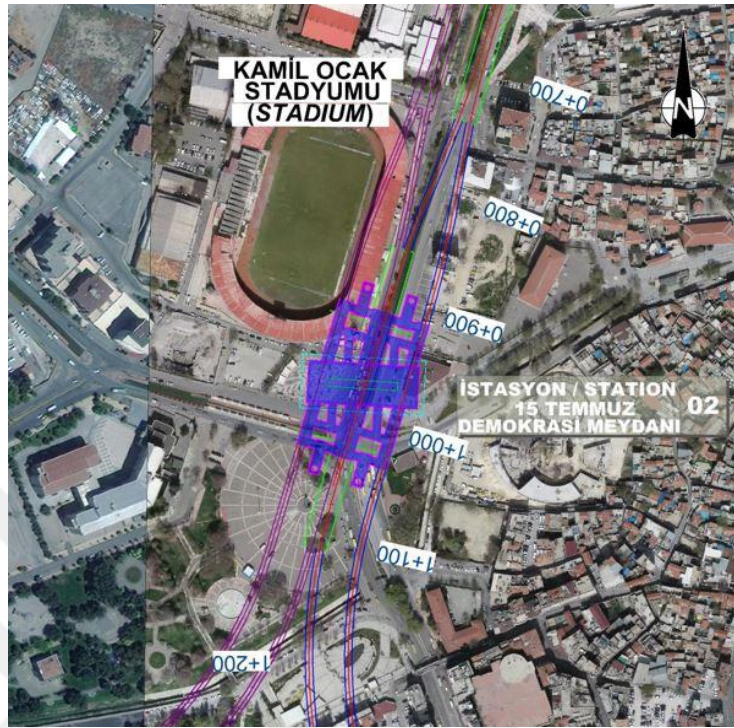 KAMİL OCAK
STADYUMU
(STADIUM)
N
0+700
0+800
0+900
İSTASYON / STATION
15 TEMMUZ
DEMOKRASİ MEYDANI
02
1+000
1+100
1+200